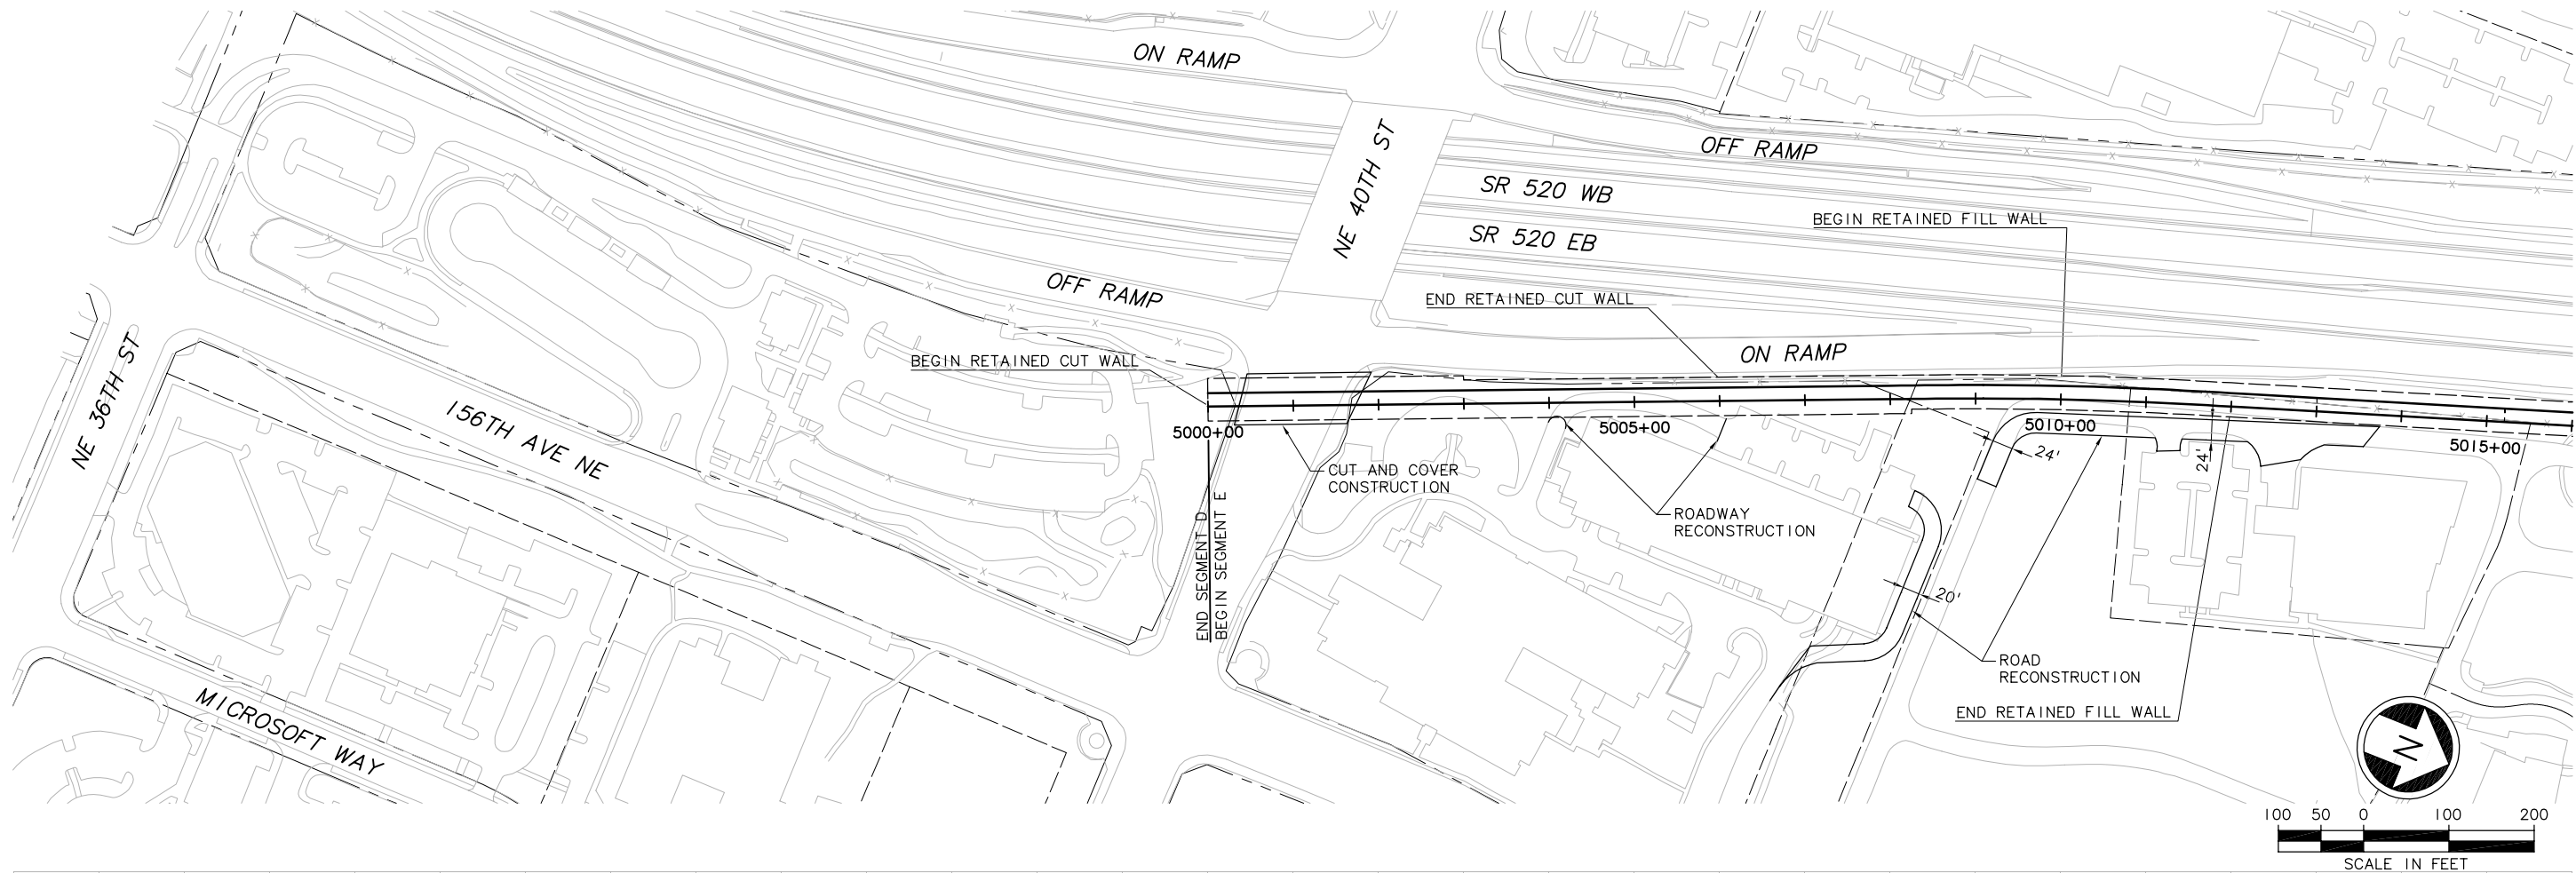 ON RAMP
NE 40TH ST
OFF RAMP
SR 520 WB
BEGIN RETAINED FILL WALL
SR 520 EB
OFF RAMP
END RETAINED CUT WALL
NE 36TH ST
BEGIN RETAINED CUT WALL
ON RAMP
156TH AVE NE
5000+00
5005+00
5010+00
5015+00
24'
24'
CUT AND COVER
CONSTRUCTION
END SEGMENT D
BEGIN SEGMENT E
ROADWAY
RECONSTRUCTION
20'
ROAD
RECONSTRUCTION
END RETAINED FILL WALL
MICROSOFT WAY
N
100 50 0 100 200
SCALE IN FEET